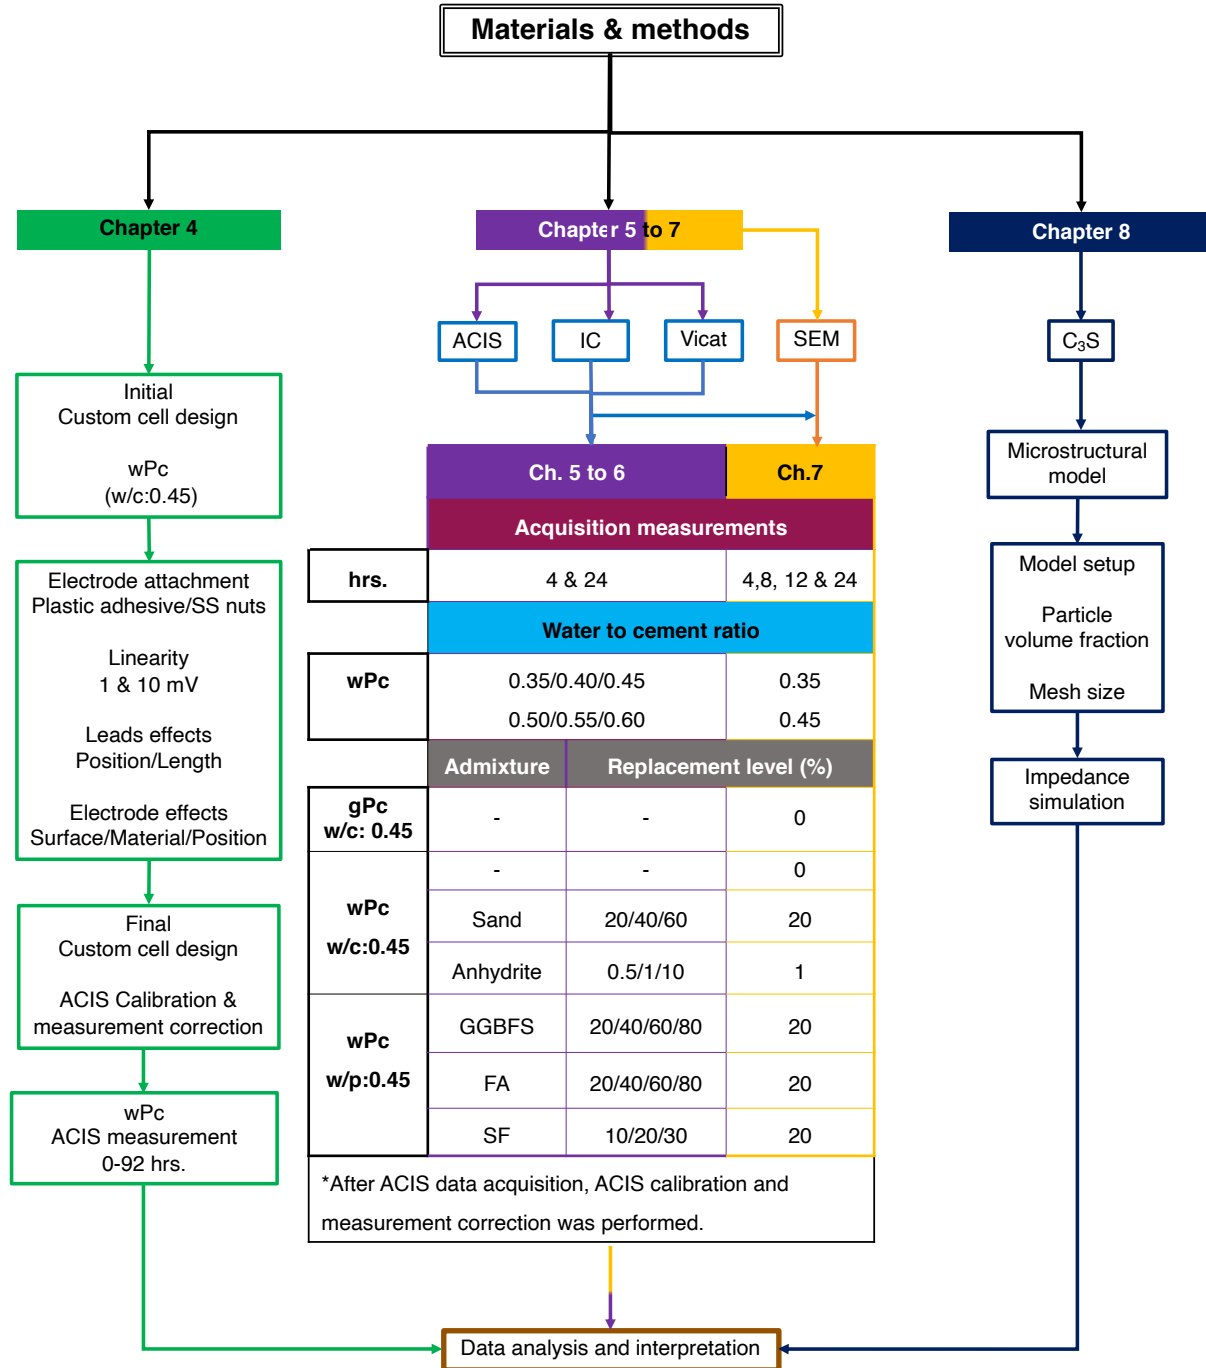 Materials & methods
Chapter 4
Initial
Custom cell design
wPc
(w/c:0.45)
Electrode attachment
Plastic adhesive/SS nuts
Linearity
1 & 10 mV
Leads effects
Position/Length
Electrode effects
Surface/Material/Position
Final
Custom cell design
ACIS Calibration &
measurement correction
wPc
ACIS measurement
0-92 hrs.
Chapter 5 to 7
ACIS
IC
Vicat
SEM
Ch. 5 to 6
Ch.7
Acquisition measurements
hrs.
4 & 24
4,8, 12 & 24
Water to cement ratio
wPc
0.35/0.40/0.45
0.35
0.50/0.55/0.60
0.45
Admixture
Replacement level (%)
gPc
w/c: 0.45
-
-
0
wPc
w/c:0.45
-
-
0
Sand
20/40/60
20
Anhydrite
0.5/1/10
1
wPc
w/p:0.45
GGBFS
20/40/60/80
20
FA
20/40/60/80
20
SF
10/20/30
20
*After ACIS data acquisition, ACIS calibration and
measurement correction was performed.
Chapter 8
C₃S
Microstructural
model
Model setup
Particle
volume fraction
Mesh size
Impedance
simulation
Data analysis and interpretation